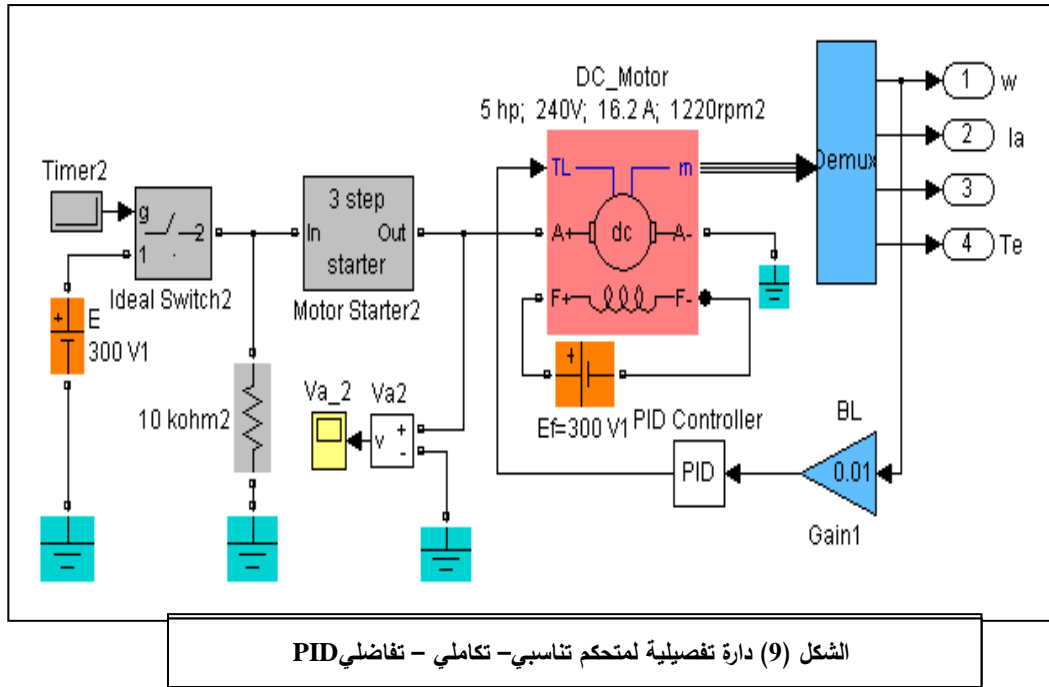 DC_Motor
5 hp; 240V; 16.2 A; 1220rpm2
Timer2
g
1
2
Ideal Switch2
E
300 V1
+
10 kohm2
3 step
In Out
starter
Motor Starter2
Va_2
Va2
v
+
-
TL m
A+ dc A-
F+ F-
+
Ef=300 V1
PID Controller
PID
BL
0.01
Gain1
Demux
1 w
2 Ia
3
4 Te
الشكل (9) دارة تفصيلية لمتحكم تناسبي– تكاملي – تفاضليPID